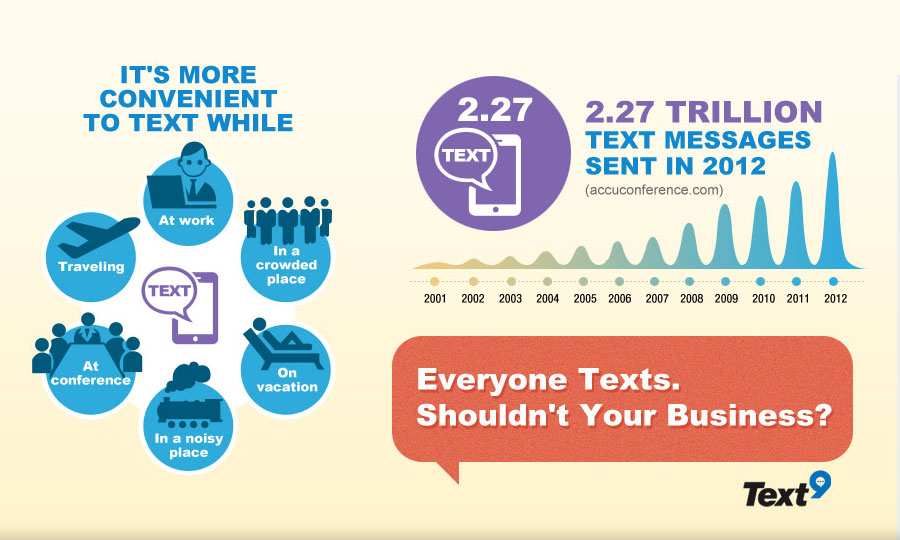 IT'S MORE
CONVENIENT
TO TEXT WHILE
At work
In a
crowded
place
On
vacation
In a noisy
place
At
conference
Traveling
TEXT
2.27
TEXT
2.27 TRILLION
TEXT MESSAGES
SENT IN 2012
(accuconference.com)
2001 2002 2003 2004 2005 2006 2007 2008 2009 2010 2011 2012
Everyone Texts.
Shouldn't Your Business?
Text9